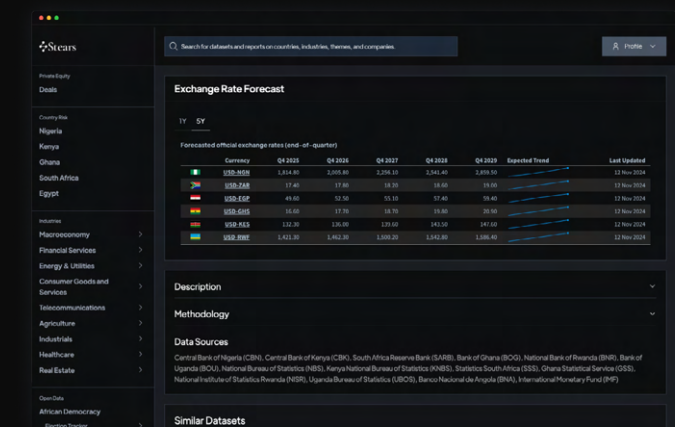 Stears
Search for datasets and reports on countries, industries, themes, and companies.
Profile
Private Equity
Deals
Country Risk
Nigeria
Kenya
Ghana
South Africa
Egypt
Industries
Macroeconomy
Financial Services
Energy & Utilities
Consumer Goods and
Services
Telecommunications
Agriculture
Industrials
Healthcare
Real Estate
Open Data
African Democracy
Election Tracker
Exchange Rate Forecast
1Y 5Y
Forecasted official exchange rates (end-of-quarter)
Currency Q4 2025 Q4 2026 Q4 2027 Q4 2028 Q4 2029 Expected Trend Last Updated
USD-NGN 1,814.80 2,005.80 2,256.10 2,541.40 2,859.50 12 Nov 2024
USD-ZAR 17.40 17.80 18.20 18.60 19.00 12 Nov 2024
USD-EGP 49.60 52.50 55.10 57.40 59.40 12 Nov 2024
USD-GHS 16.60 17.70 18.70 19.80 20.90 12 Nov 2024
USD-KES 132.30 136.00 139.60 143.50 147.60 12 Nov 2024
USD-RWF 1,421.30 1,462.30 1,500.20 1,542.80 1,586.40 12 Nov 2024
Description
Methodology
Data Sources
Central Bank of Nigeria (CBN), Central Bank of Kenya (CBK), South Africa Reserve Bank (SARB), Bank of Ghana (BOG), National Bank of Rwanda (BNR), Bank of
Uganda (BOU), National Bureau of Statistics (NBS), Kenya National Bureau of Statistics (KNBS), Statistics South Africa (SSS), Ghana Statistical Service (GSS),
National Institute of Statistics Rwanda (NISR), Uganda Bureau of Statistics (UBOS), Banco Nacional de Angola (BNA), International Monetary Fund (IMF)
Similar Datasets